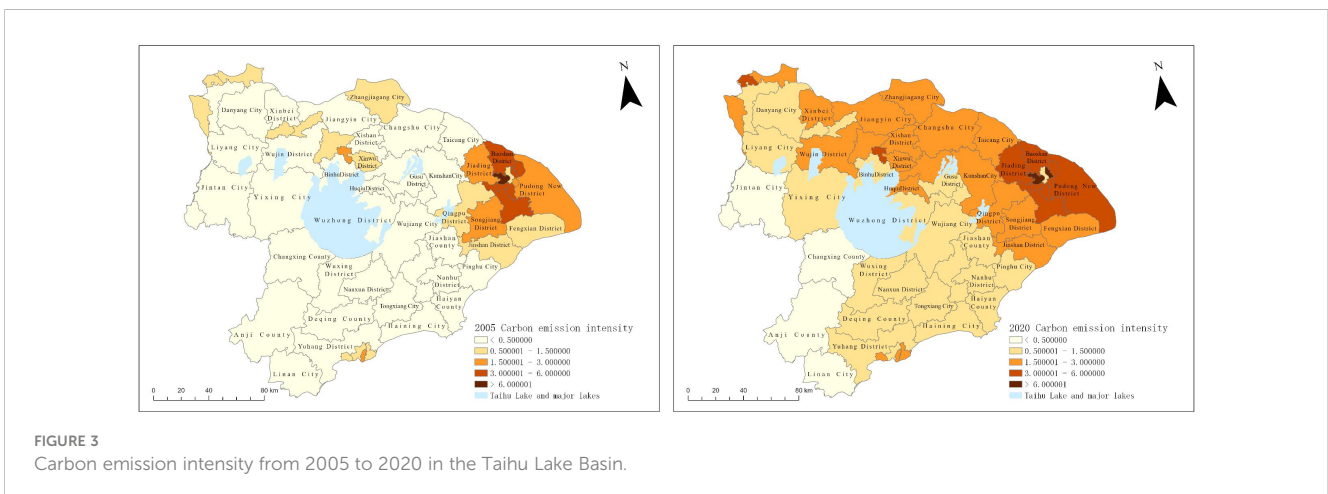 N
Danyang City
Xinbei
District
Zhangjiagang City
Jiangyin City
Changshu City
Xishan
District
Taicang City
Liyang City
Wujin District
Xinwu
District
Baoshan
District
Jiading
District
BinhuDistrict
Gusu
District
KunshanCity
HuqiuDistrict
Pudong New
District
Jintan City
Yixing City
Wuzhong District
Wujiang City
Qingpu
District
Songjiang
District
Fengxian District
Jiashan
County
Jinshan District
Changxing County
Wuxing
District
Pinghu City
Nanhu
District
Nanxun District
Tongxiang City
Haiyan
County
Deqing County
Haining City
Anji County
Yuhang District
Linan City
2005 Carbon emission intensity
< 0.500000
0.500001 - 1.500000
1.500001 - 3.000000
3.000001 - 6.000000
> 6.000001
Taihu Lake and major lakes
0 20 40 80 km
N
Danyang City
Xinbei
District
Zhangjiagang City
Jiangyin City
Changshu City
Xishan
District
Taicang City
Liyang City
Wujin District
Xinwu
District
Baoshan
District
Jiading
District
BinhuDistrict
Gusu
District
KunshanCity
HuqiuDistrict
Pudong New
District
Jintan City
Yixing City
Wuzhong District
Wujiang City
Qingpu
District
Songjiang
District
Fengxian District
Jiashan
County
Jinshan District
Changxing County
Wuxing
District
Pinghu City
Nanhu
District
Nanxun District
Tongxiang City
Haiyan
County
Deqing County
Haining City
Anji County
Yuhang District
Linan City
2020 Carbon emission intensity
< 0.500000
0.500001 - 1.500000
1.500001 - 3.000000
3.000001 - 6.000000
> 6.000001
Taihu Lake and major lakes
0 20 40 80 km
FIGURE 3
Carbon emission intensity from 2005 to 2020 in the Taihu Lake Basin.